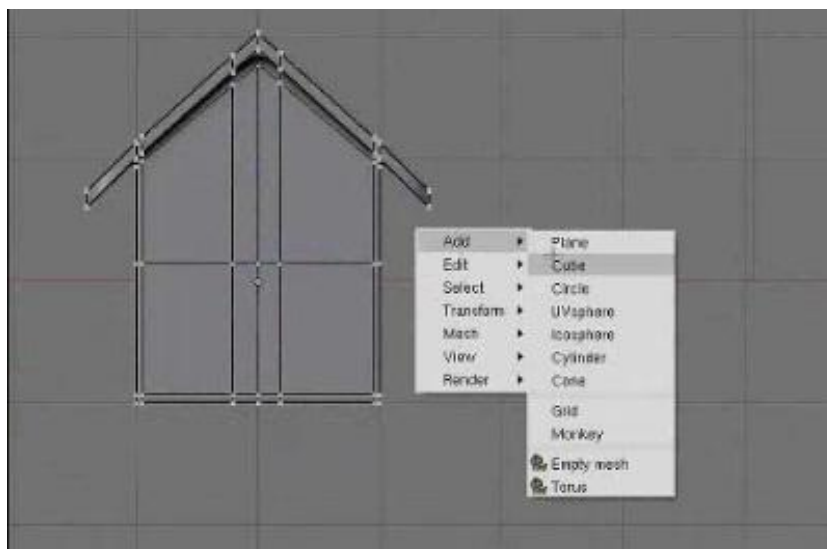 Add
Edit
Select
Transform
Mesh
View
Render
Plane
Cube
Circle
UVsphere
Icosphere
Cylinder
Cone
Grid
Monkey
Empty mesh
Torus